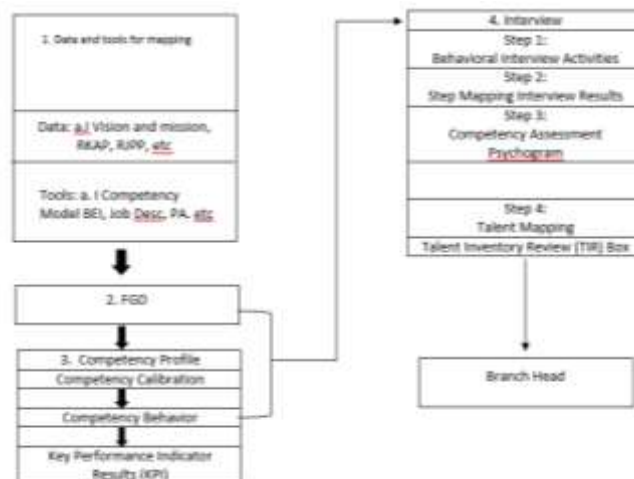 1. Data and tools for mapping
Data: a.l Vision and mission,
RKAP, RJPP, etc
Tools: a. l Competency
Model BEI, Job Desc, PA, etc
2. FGD
3. Competency Profile
Competency Calibration
Competency Behavior
Key Performance Indicator
Results (KPI)
4. Interview
Step 1:
Behavioral Interview Activities
Step 2:
Step Mapping Interview Results
Step 3:
Competency Assessment
Psychogram
Step 4:
Talent Mapping
Talent Inventory Review (TIR) Box
Branch Head